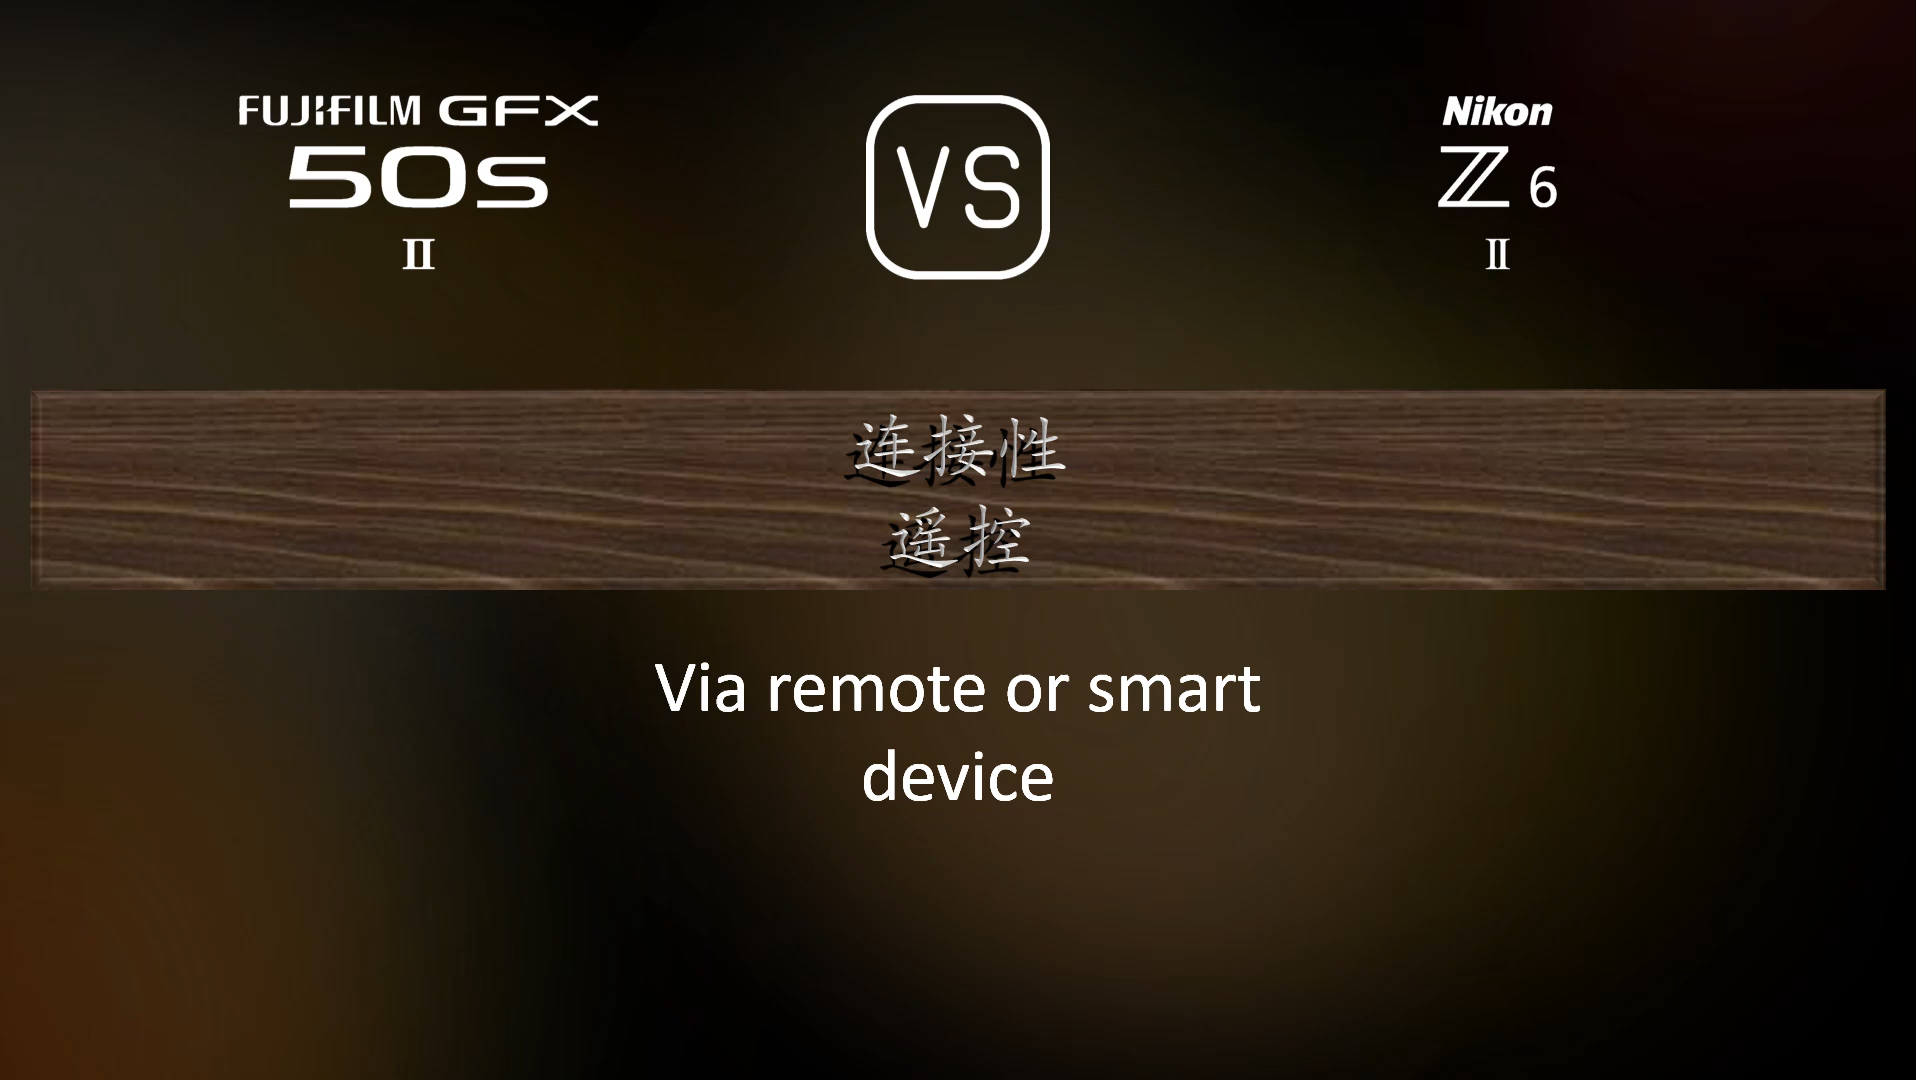 FUJIFILM GFX
50S
II
VS
Nikon
Z 6
II
连接性
遥控
Via remote or smart
device